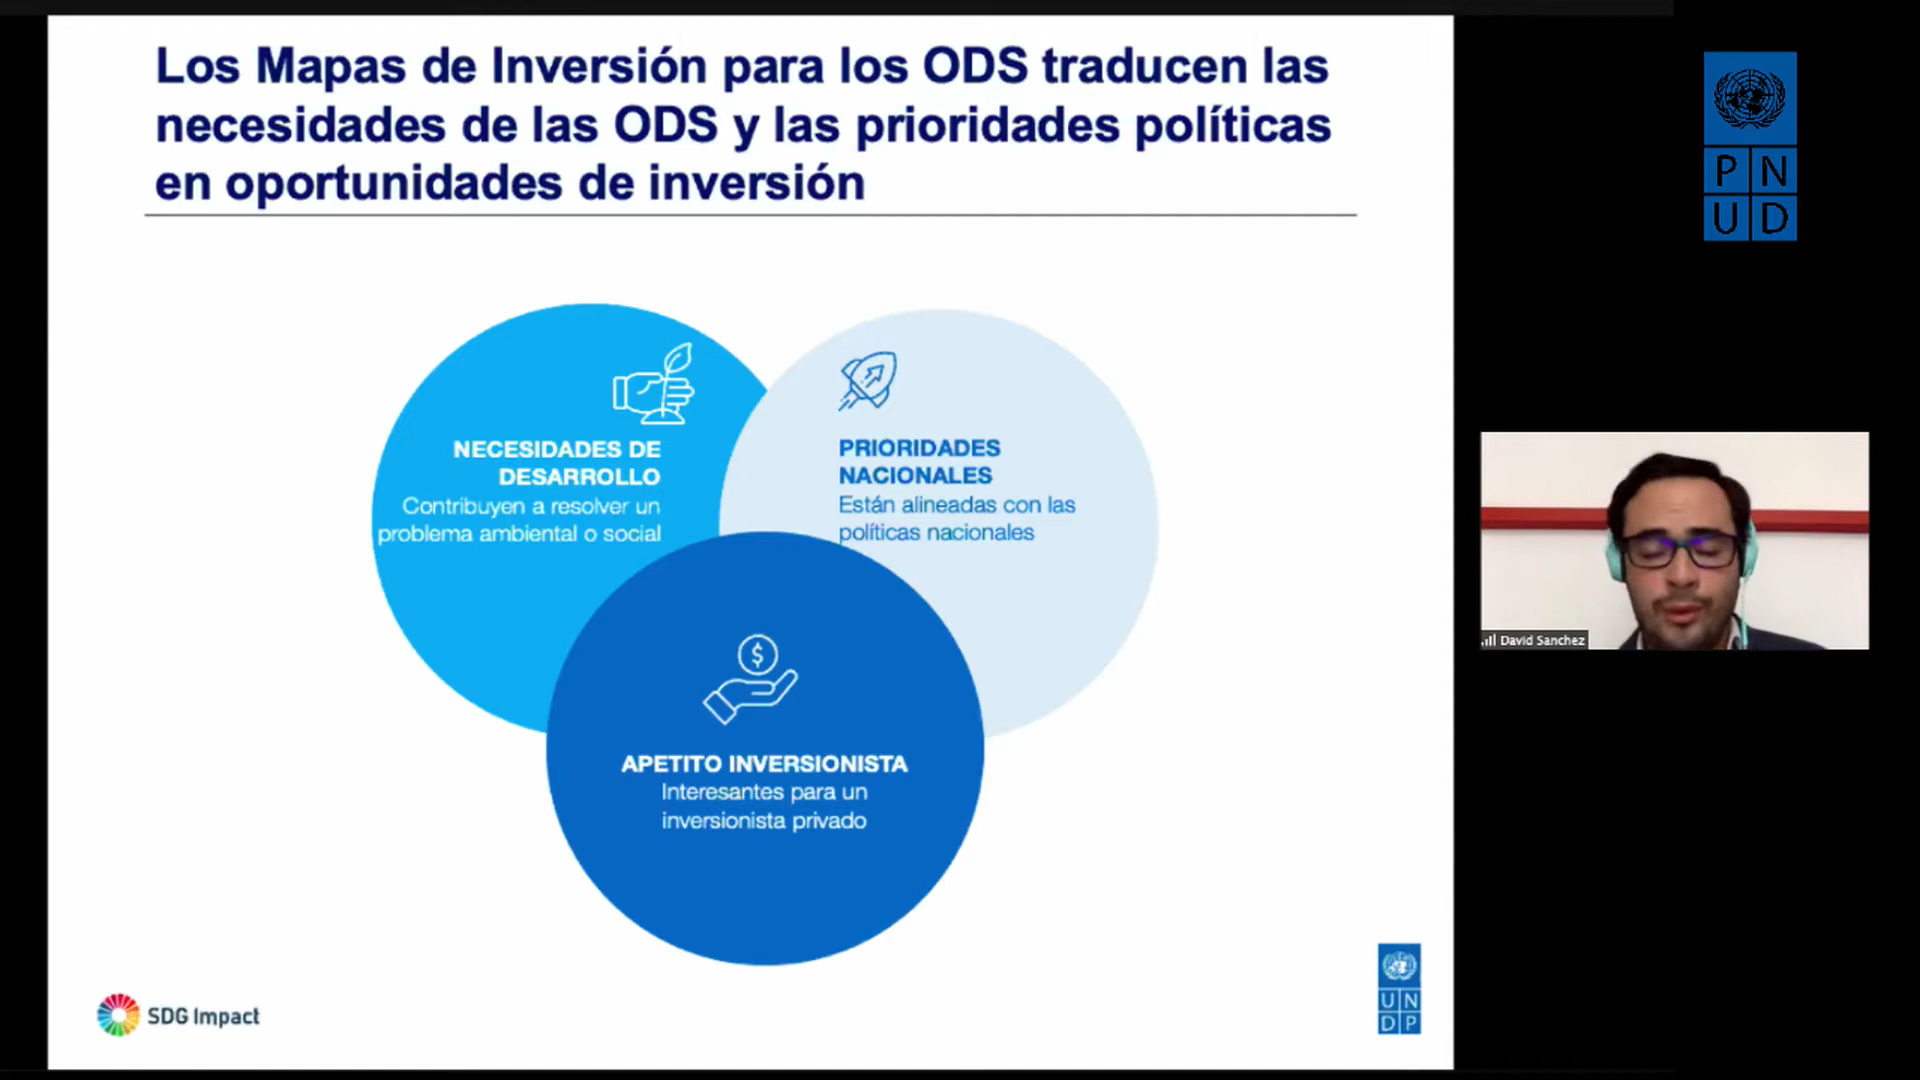 Los Mapas de Inversión para los ODS traducen las
necesidades de las ODS y las prioridades políticas
en oportunidades de inversión
NECESIDADES DE
DESARROLLO
Contribuyen a resolver un
problema ambiental o social
PRIORIDADES
NACIONALES
Están alineadas con las
políticas nacionales
$
APETITO INVERSIONISTA
Interesantes para un
inversionista privado
SDG Impact
U N
D P
P N
U D
David Sanchez